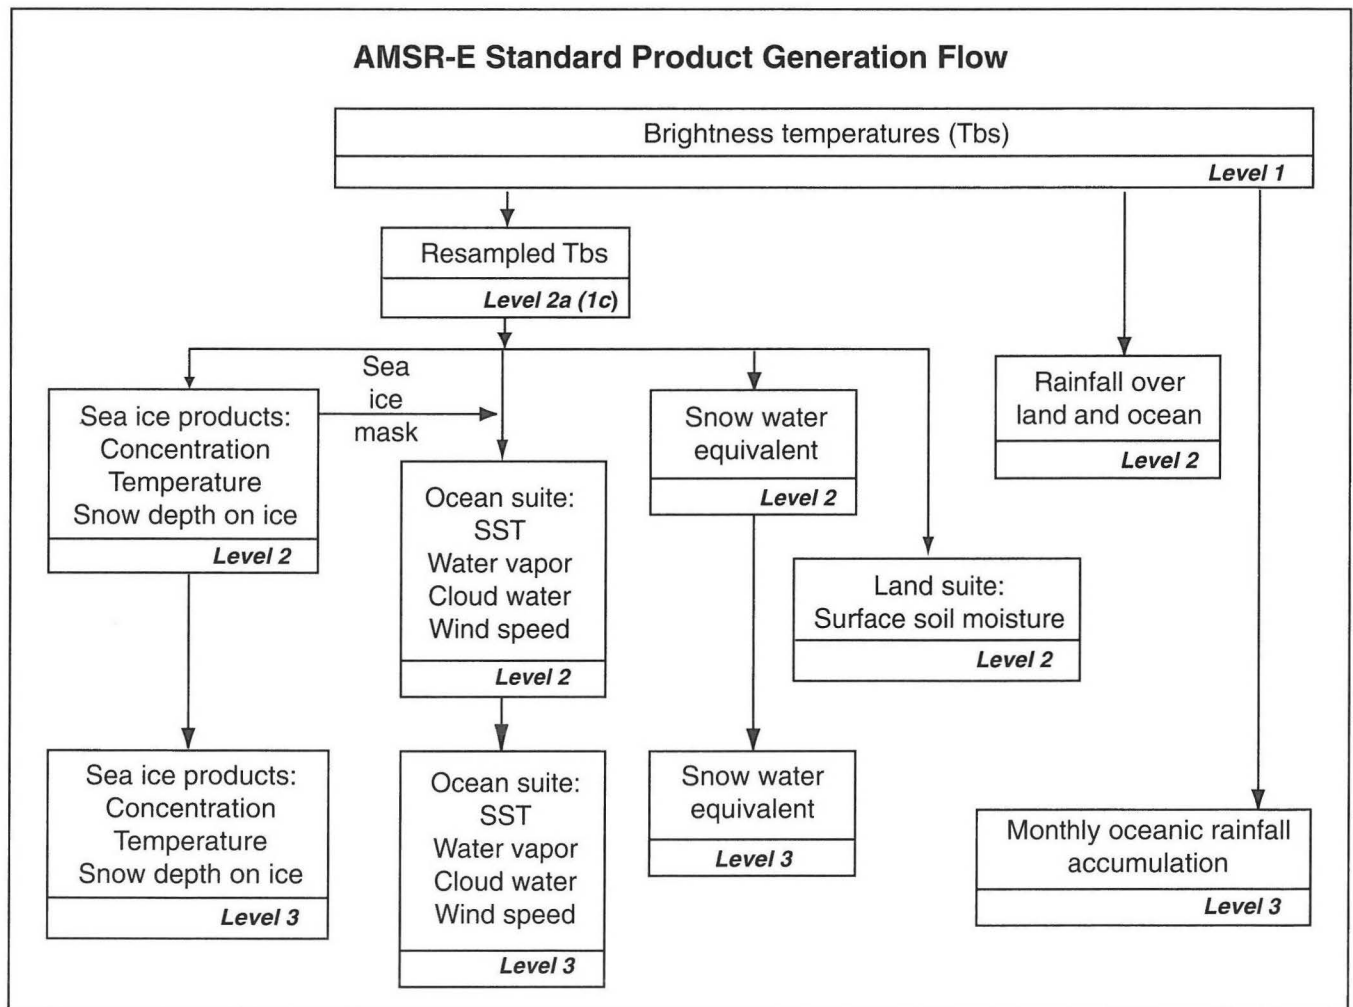 AMSR-E Standard Product Generation Flow
Brightness temperatures (Tbs)
Level 1
Resampled Tbs
Level 2a (1c)
Sea
ice
mask
Sea ice products:
Concentration
Temperature
Snow depth on ice
Level 2
Ocean suite:
SST
Water vapor
Cloud water
Wind speed
Level 2
Snow water
equivalent
Level 2
Land suite:
Surface soil moisture
Level 2
Rainfall over
land and ocean
Level 2
Sea ice products:
Concentration
Temperature
Snow depth on ice
Level 3
Ocean suite:
SST
Water vapor
Cloud water
Wind speed
Level 3
Snow water
equivalent
Level 3
Monthly oceanic rainfall
accumulation
Level 3